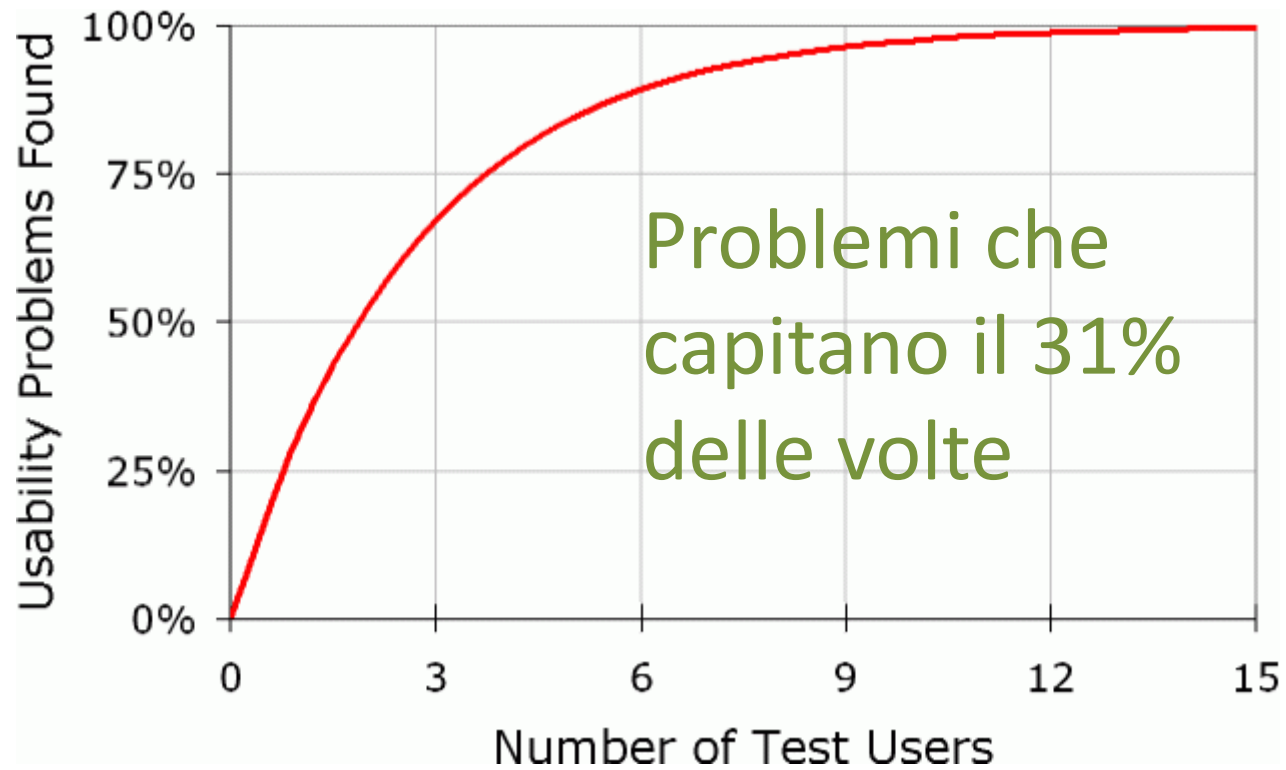 Usability Problems Found
100%
75%
50%
25%
0%
Problemi che
capitano il 31%
delle volte
0 3 6 9 12 15
Number of Test Users